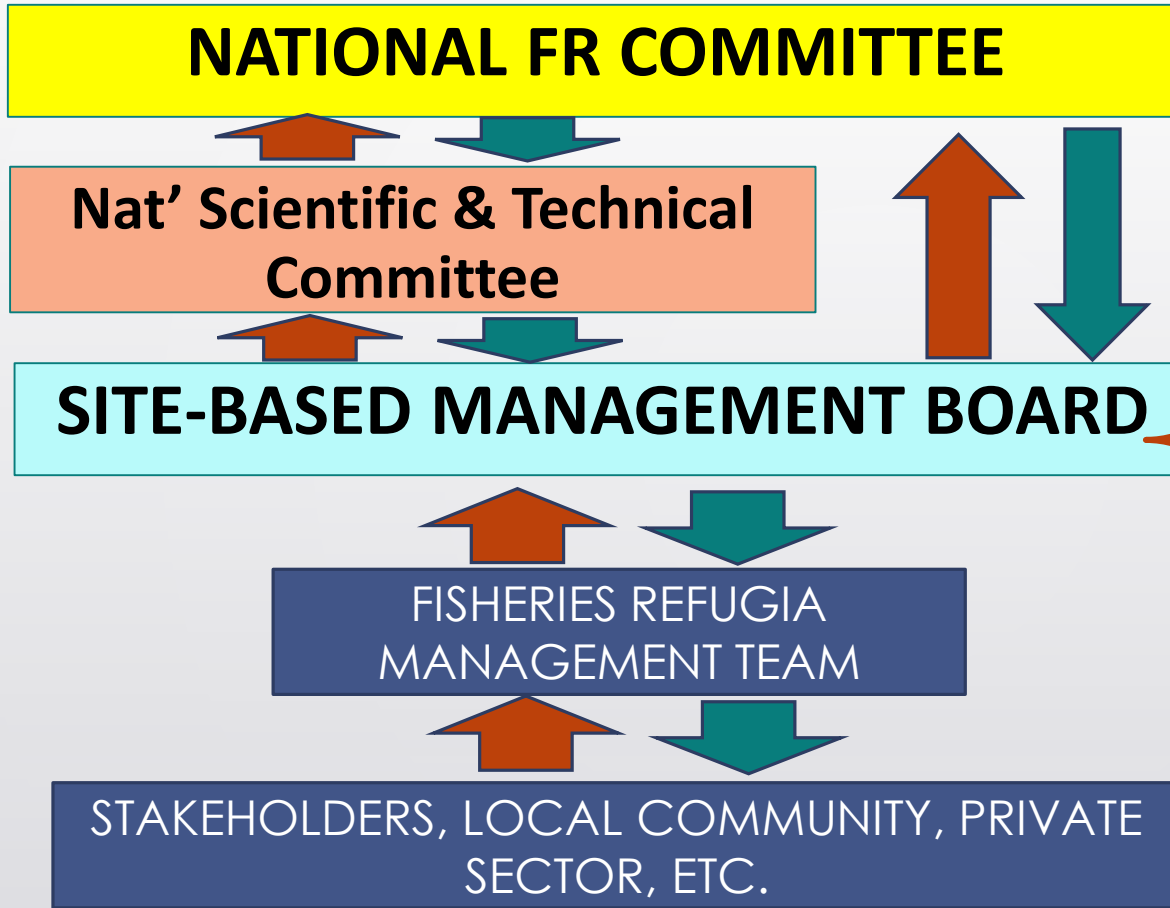 NATIONAL FR COMMITTEE
Nat’ Scientific & Technical
Committee
SITE-BASED MANAGEMENT BOARD
FISHERIES REFUGIA
MANAGEMENT TEAM
STAKEHOLDERS, LOCAL COMMUNITY, PRIVATE
SECTOR, ETC.